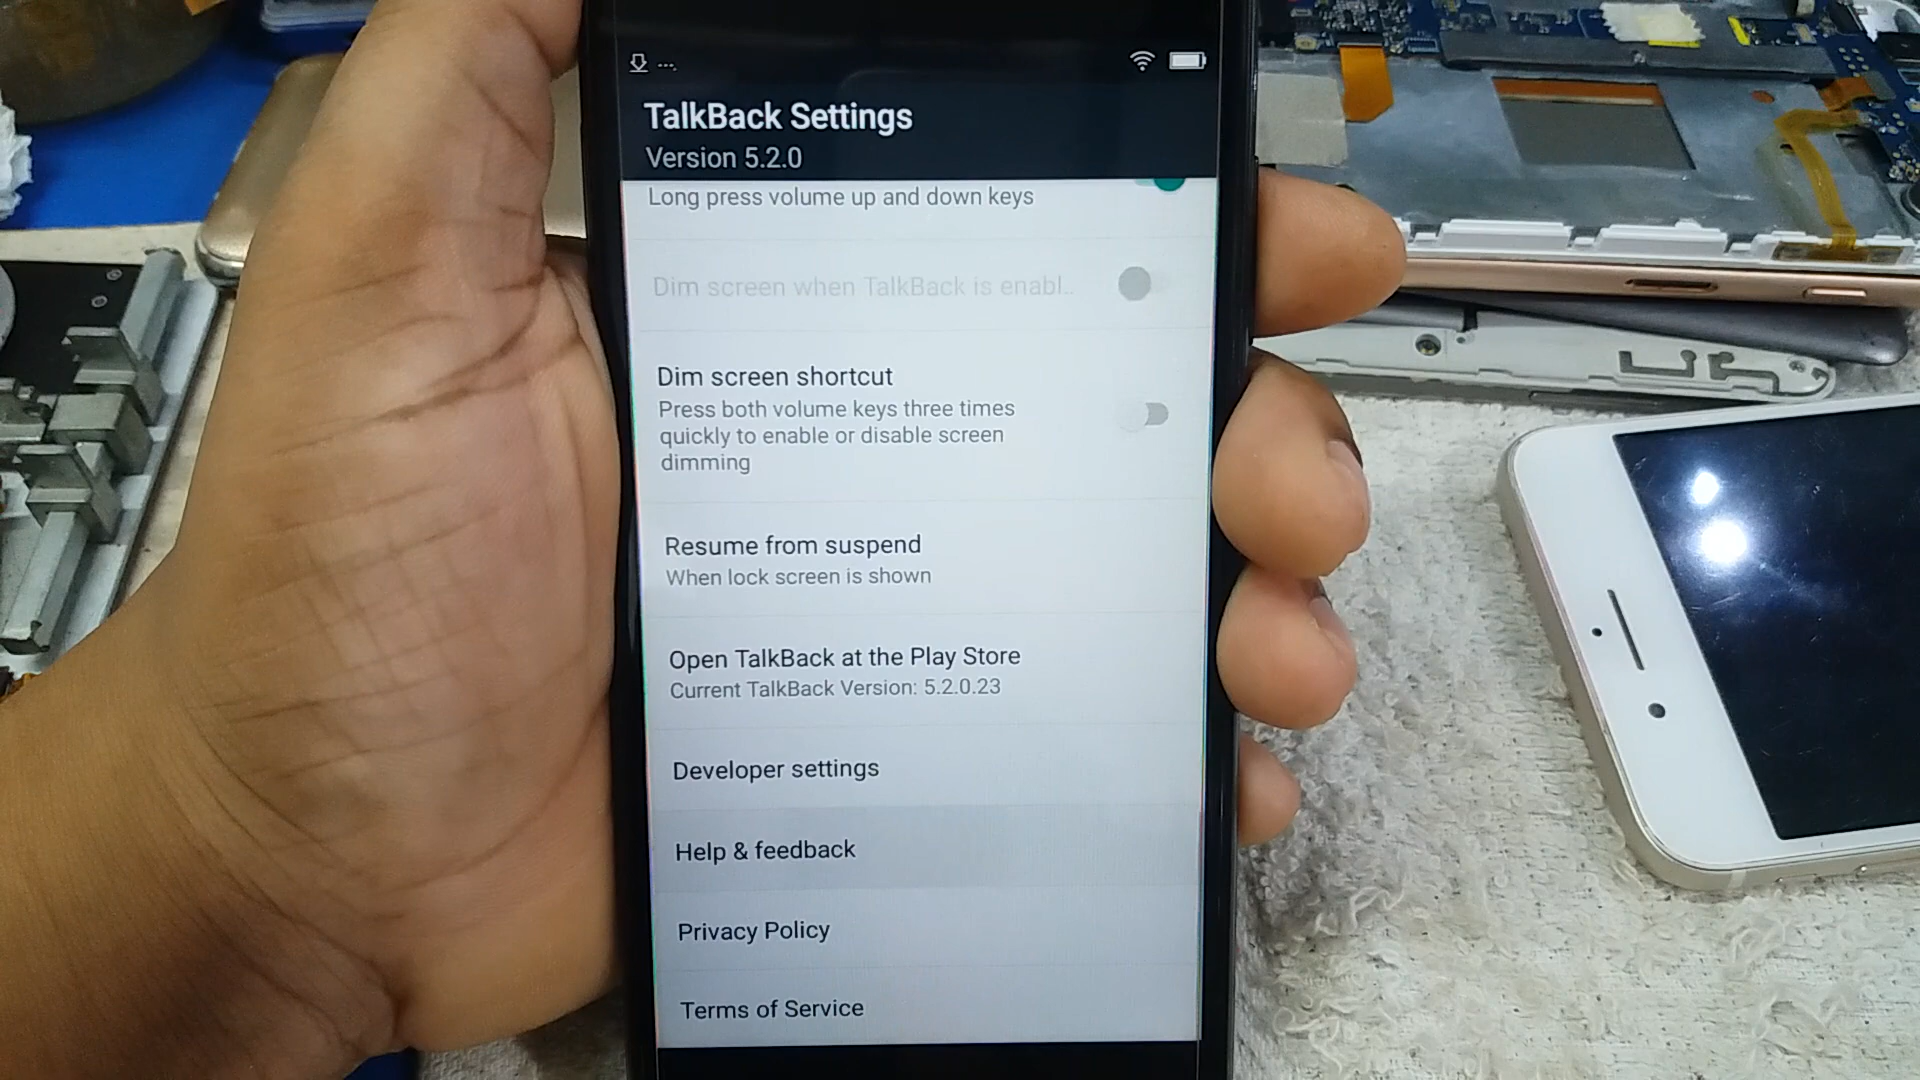 TalkBack Settings
Version 5.2.0
Long press volume up and down keys
Dim screen when TalkBack is enabl..
Dim screen shortcut
Press both volume keys three times
quickly to enable or disable screen
dimming
Resume from suspend
When lock screen is shown
Open TalkBack at the Play Store
Current TalkBack Version: 5.2.0.23
Developer settings
Help & feedback
Privacy Policy
Terms of Service